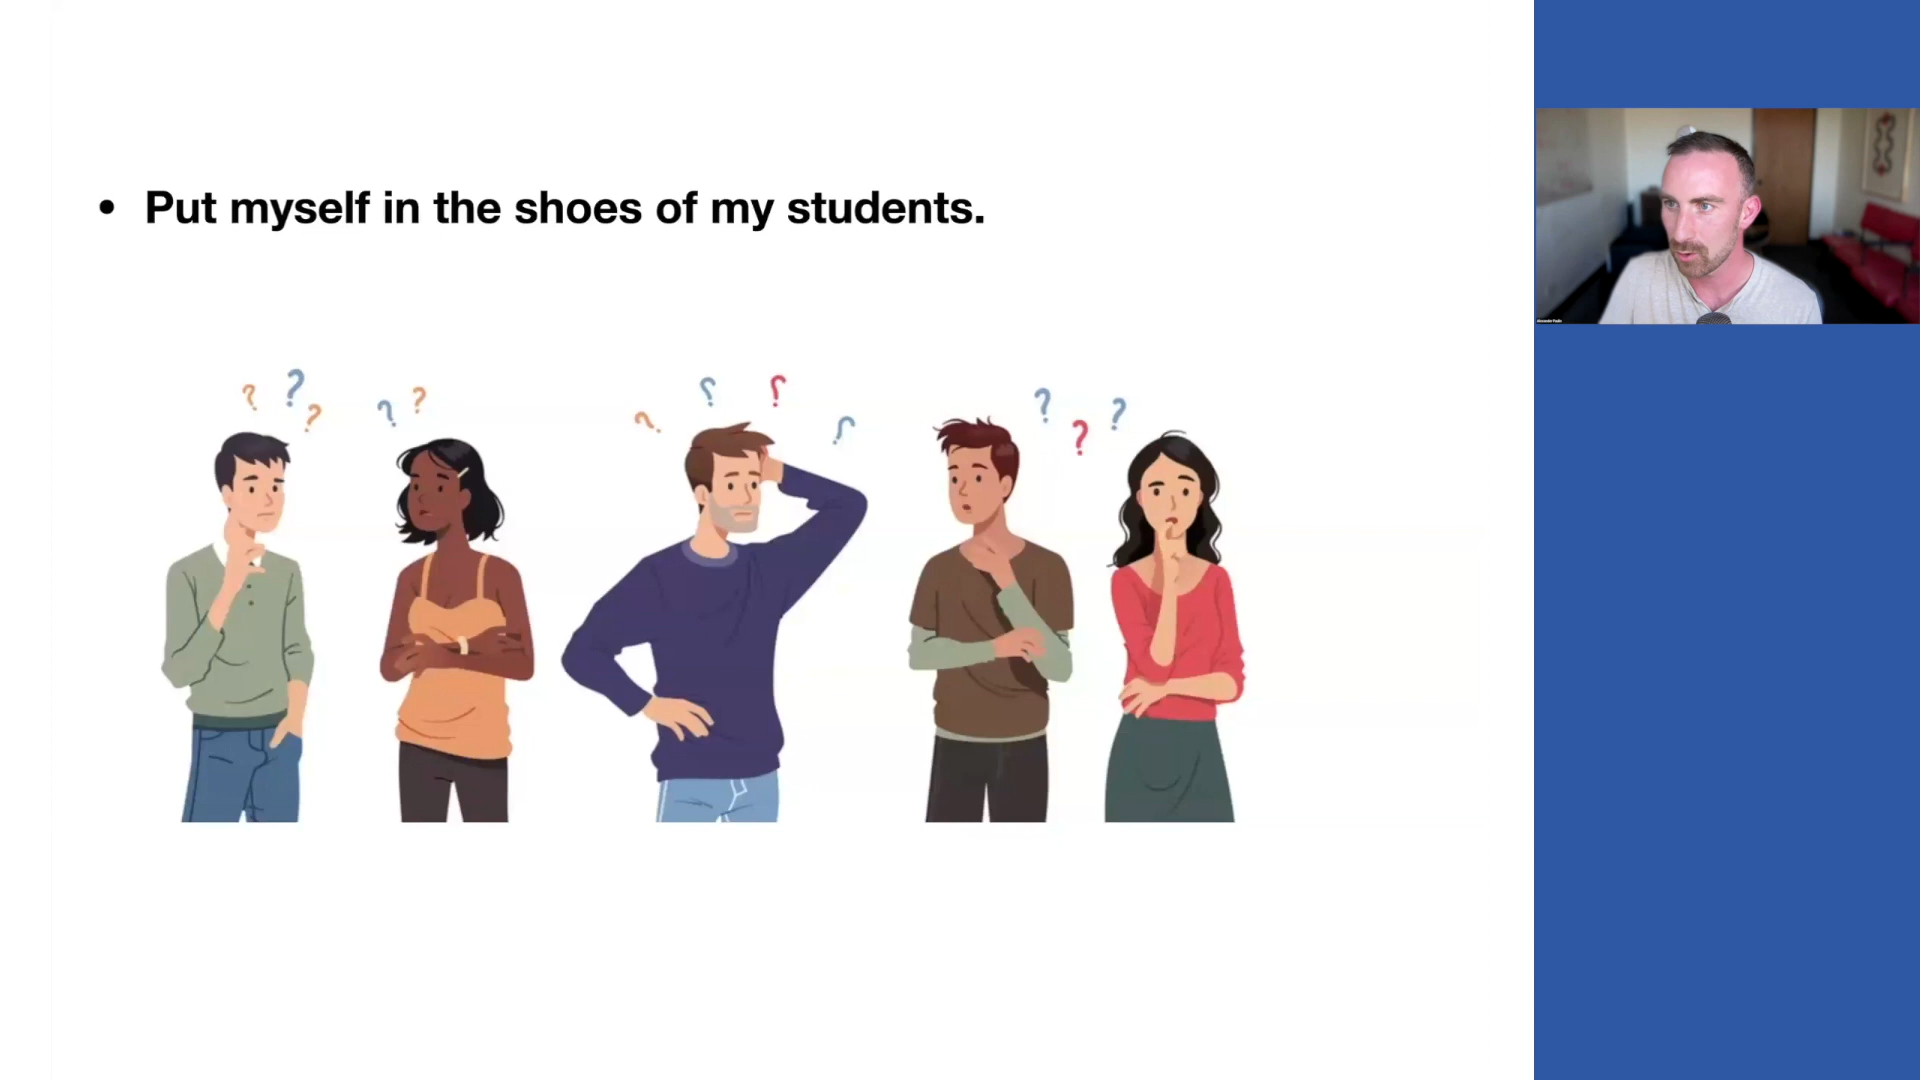 • Put myself in the shoes of my students.
? ? ?
? ?
? ? ? ?
? ? ?